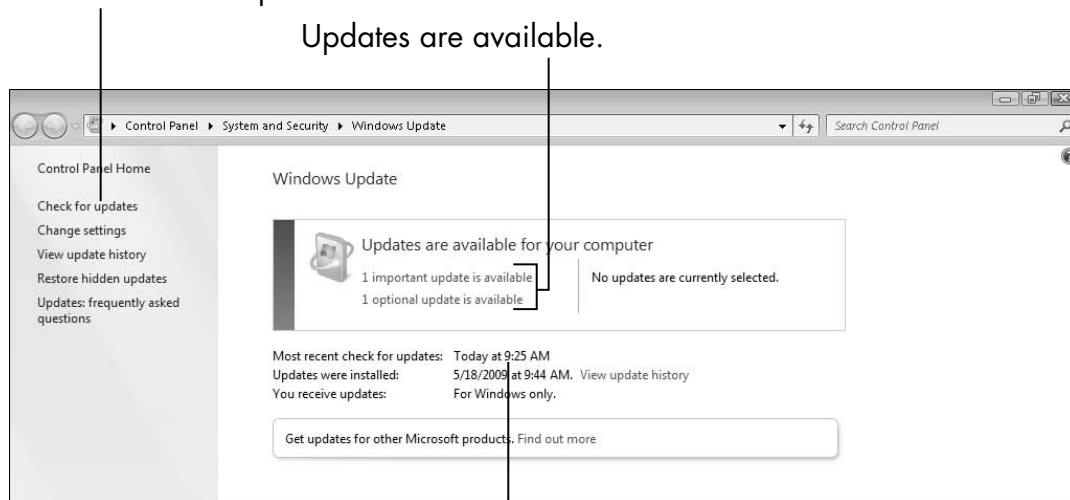 Updates are available.
Control Panel ▸ System and Security ▸ Windows Update
Search Control Panel
Control Panel Home
Check for updates
Change settings
View update history
Restore hidden updates
Updates: frequently asked
questions
Windows Update
Updates are available for your computer
1 important update is available
1 optional update is available
No updates are currently selected.
Most recent check for updates: Today at 9:25 AM
Updates were installed: 5/18/2009 at 9:44 AM. View update history
You receive updates: For Windows only.
Get updates for other Microsoft products. Find out more